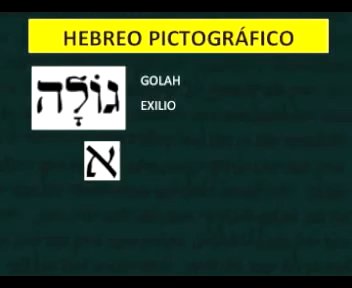 HEBREO PICTOGRÁFICO
גוֹלָה
GOLAH
EXILIO
א